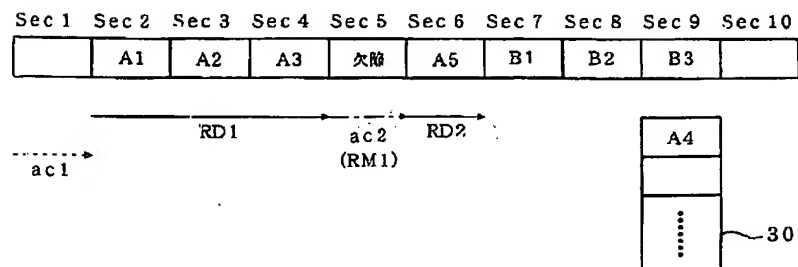 Sec 1 Sec 2 Sec 3 Sec 4 Sec 5 Sec 6 Sec 7 Sec 8 Sec 9 Sec 10
A1 A2 A3 欠陥 A5 B1 B2 B3
RD1 ac2 RD2
(RM1)
ac1
A4
30